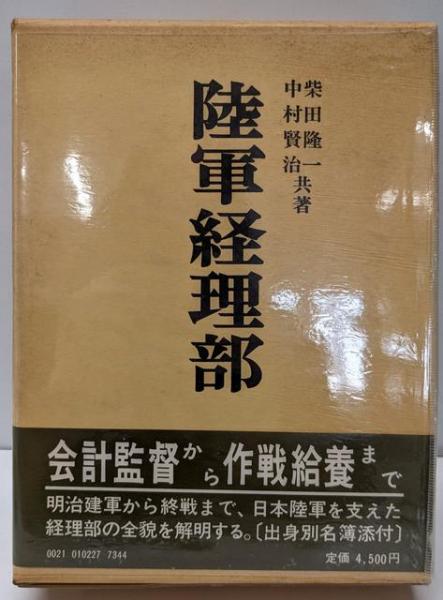 柴田隆一
中村賢治
共著
陸軍経理部
会計監督から作戦給養まで
明治建軍から終戦まで、日本陸軍を支えた
経理部の全貌を解明する。〔出身別名簿添付〕
0021 010227 7344
定価 4,500円